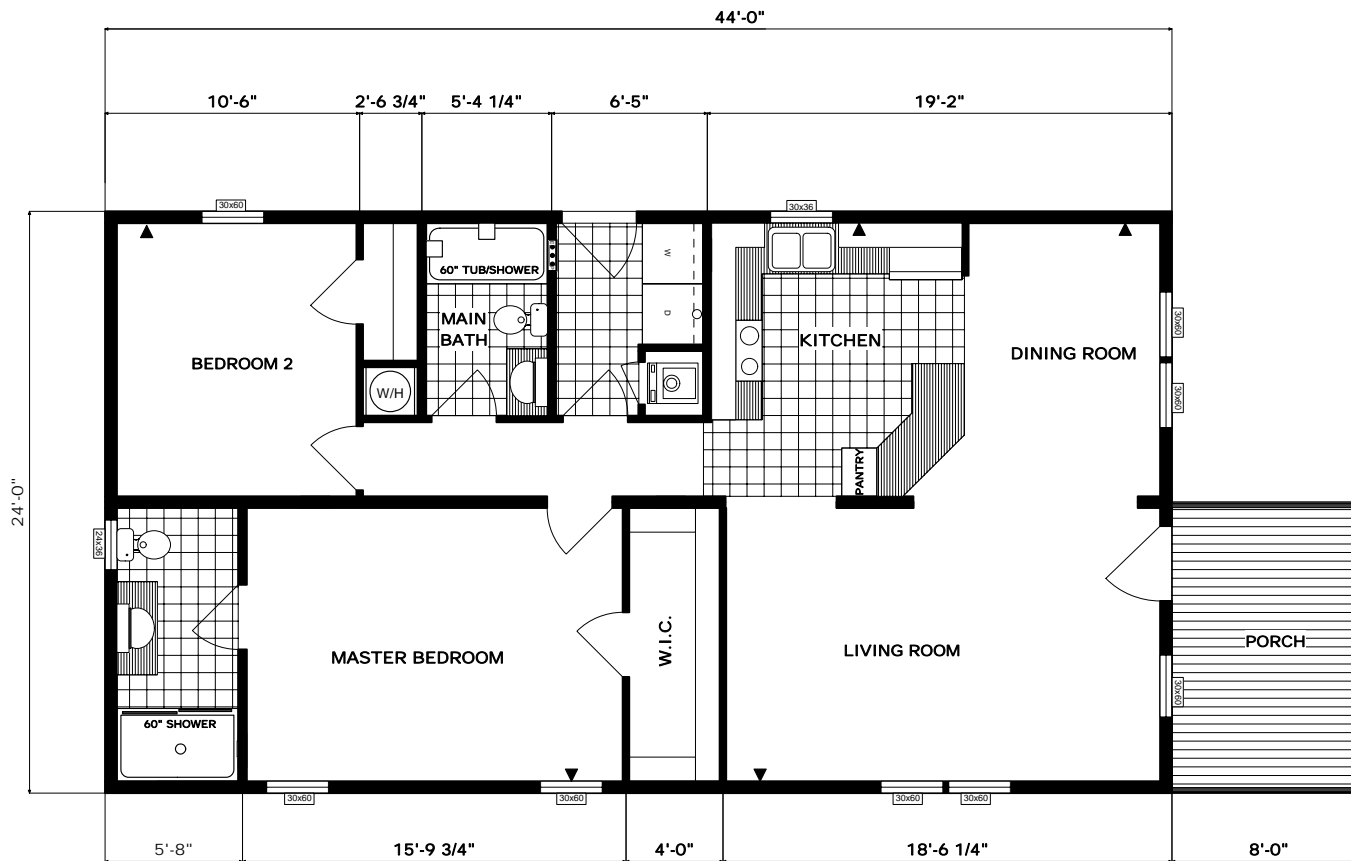 44'-0"
10'-6"
2'-6 3/4"
5'-4 1/4"
6'-5"
19'-2"
30x60
30x36
60" TUB/SHOWER
W
D
MAIN
BATH
KITCHEN
DINING ROOM
30x60
BEDROOM 2
W/H
30x60
PANTRY
24'-0"
24x36
W.I.C.
MASTER BEDROOM
LIVING ROOM
PORCH
30x60
60" SHOWER
30x60
30x60
30x60
30x60
5'-8"
15'-9 3/4"
4'-0"
18'-6 1/4"
8'-0"